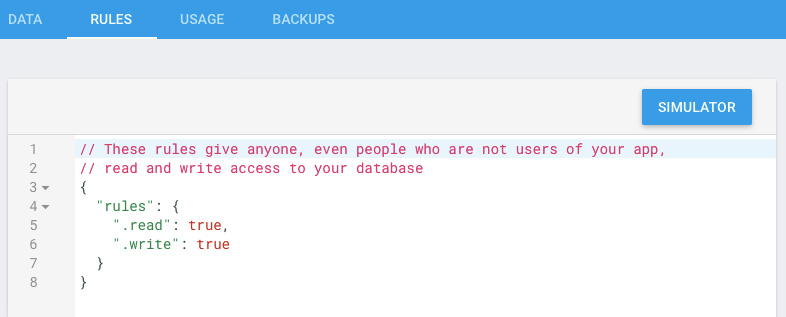 DATA RULES USAGE BACKUPS
SIMULATOR
1 // These rules give anyone, even people who are not users of your app,
2 // read and write access to your database
3 {
4   "rules": {
5     ".read": true,
6     ".write": true
7   }
8 }